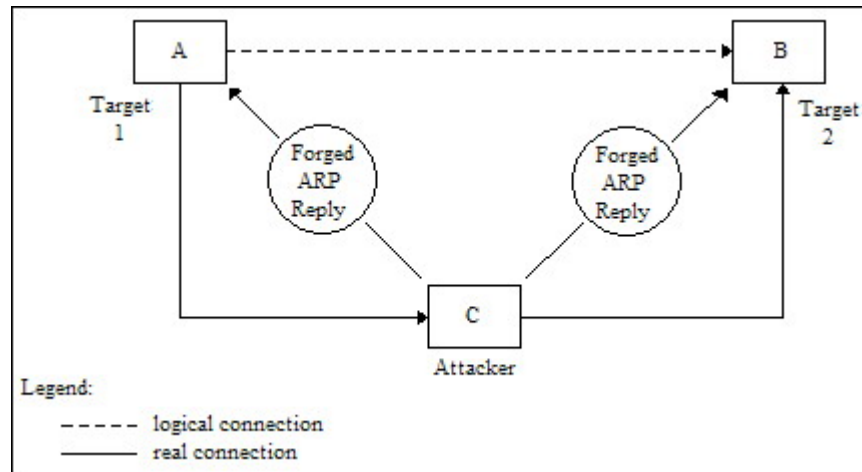 A
B
Target
1
Target
2
Forged
ARP
Reply
Forged
ARP
Reply
C
Attacker
Legend:
logical connection
real connection